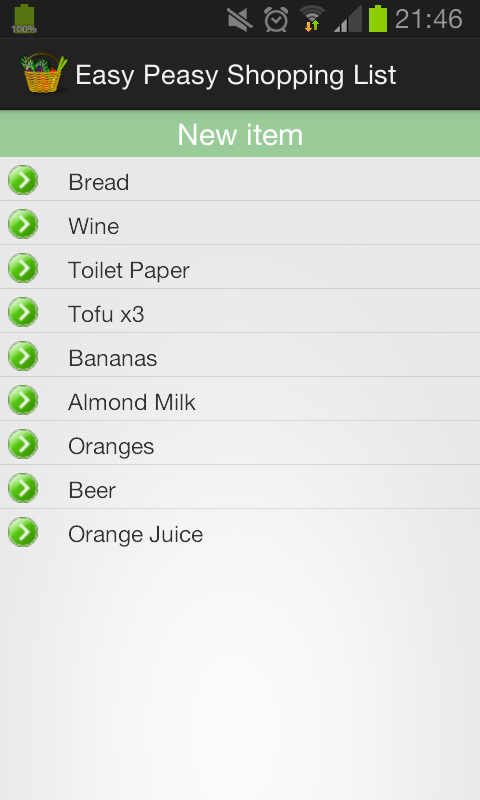 100%
21:46
Easy Peasy Shopping List
New item
Bread
Wine
Toilet Paper
Tofu x3
Bananas
Almond Milk
Oranges
Beer
Orange Juice